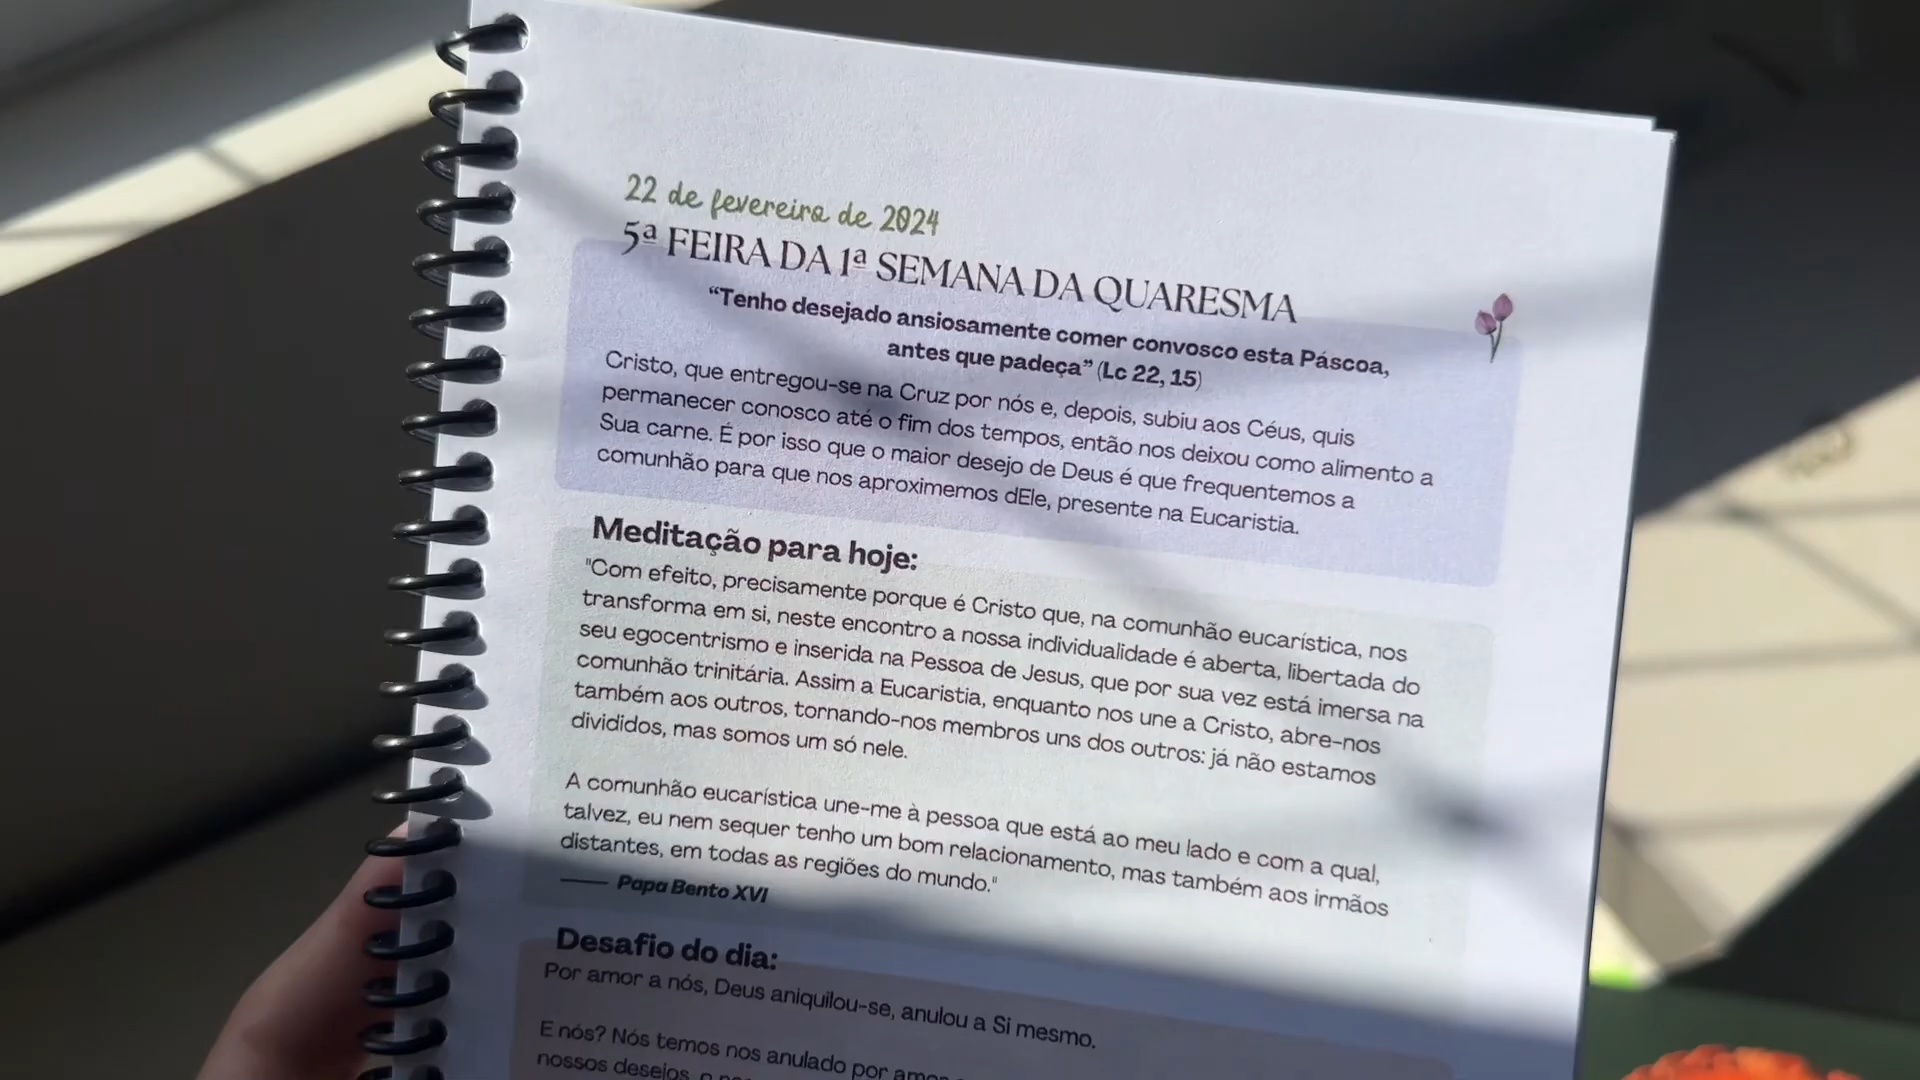 22 de fevereiro de 2024
5ª FEIRA DA 1ª SEMANA DA QUARESMA
“Tenho desejado ansiosamente comer convosco esta Páscoa,
antes que padeça” (Lc 22, 15)
Cristo, que entregou-se na Cruz por nós e, depois, subiu aos Céus, quis
permanecer conosco até o fim dos tempos, então nos deixou como alimento a
Sua carne. É por isso que o maior desejo de Deus é que frequentemos a
comunhão para que nos aproximemos dEle, presente na Eucaristia.
Meditação para hoje:
"Com efeito, precisamente porque é Cristo que, na comunhão eucarística, nos
transforma em si, neste encontro a nossa individualidade é aberta, libertada do
seu egocentrismo e inserida na Pessoa de Jesus, que por sua vez está imersa na
comunhão trinitária. Assim a Eucaristia, enquanto nos une a Cristo, abre-nos
também aos outros, tornando-nos membros uns dos outros: já não estamos
divididos, mas somos um só nele.
A comunhão eucarística une-me à pessoa que está ao meu lado e com a qual,
talvez, eu nem sequer tenho um bom relacionamento, mas também aos irmãos
distantes, em todas as regiões do mundo."
—— Papa Bento XVI
Desafio do dia:
Por amor a nós, Deus aniquilou-se, anulou a Si mesmo.
E nós? Nós temos nos anulado por amor
nossos desejos, o